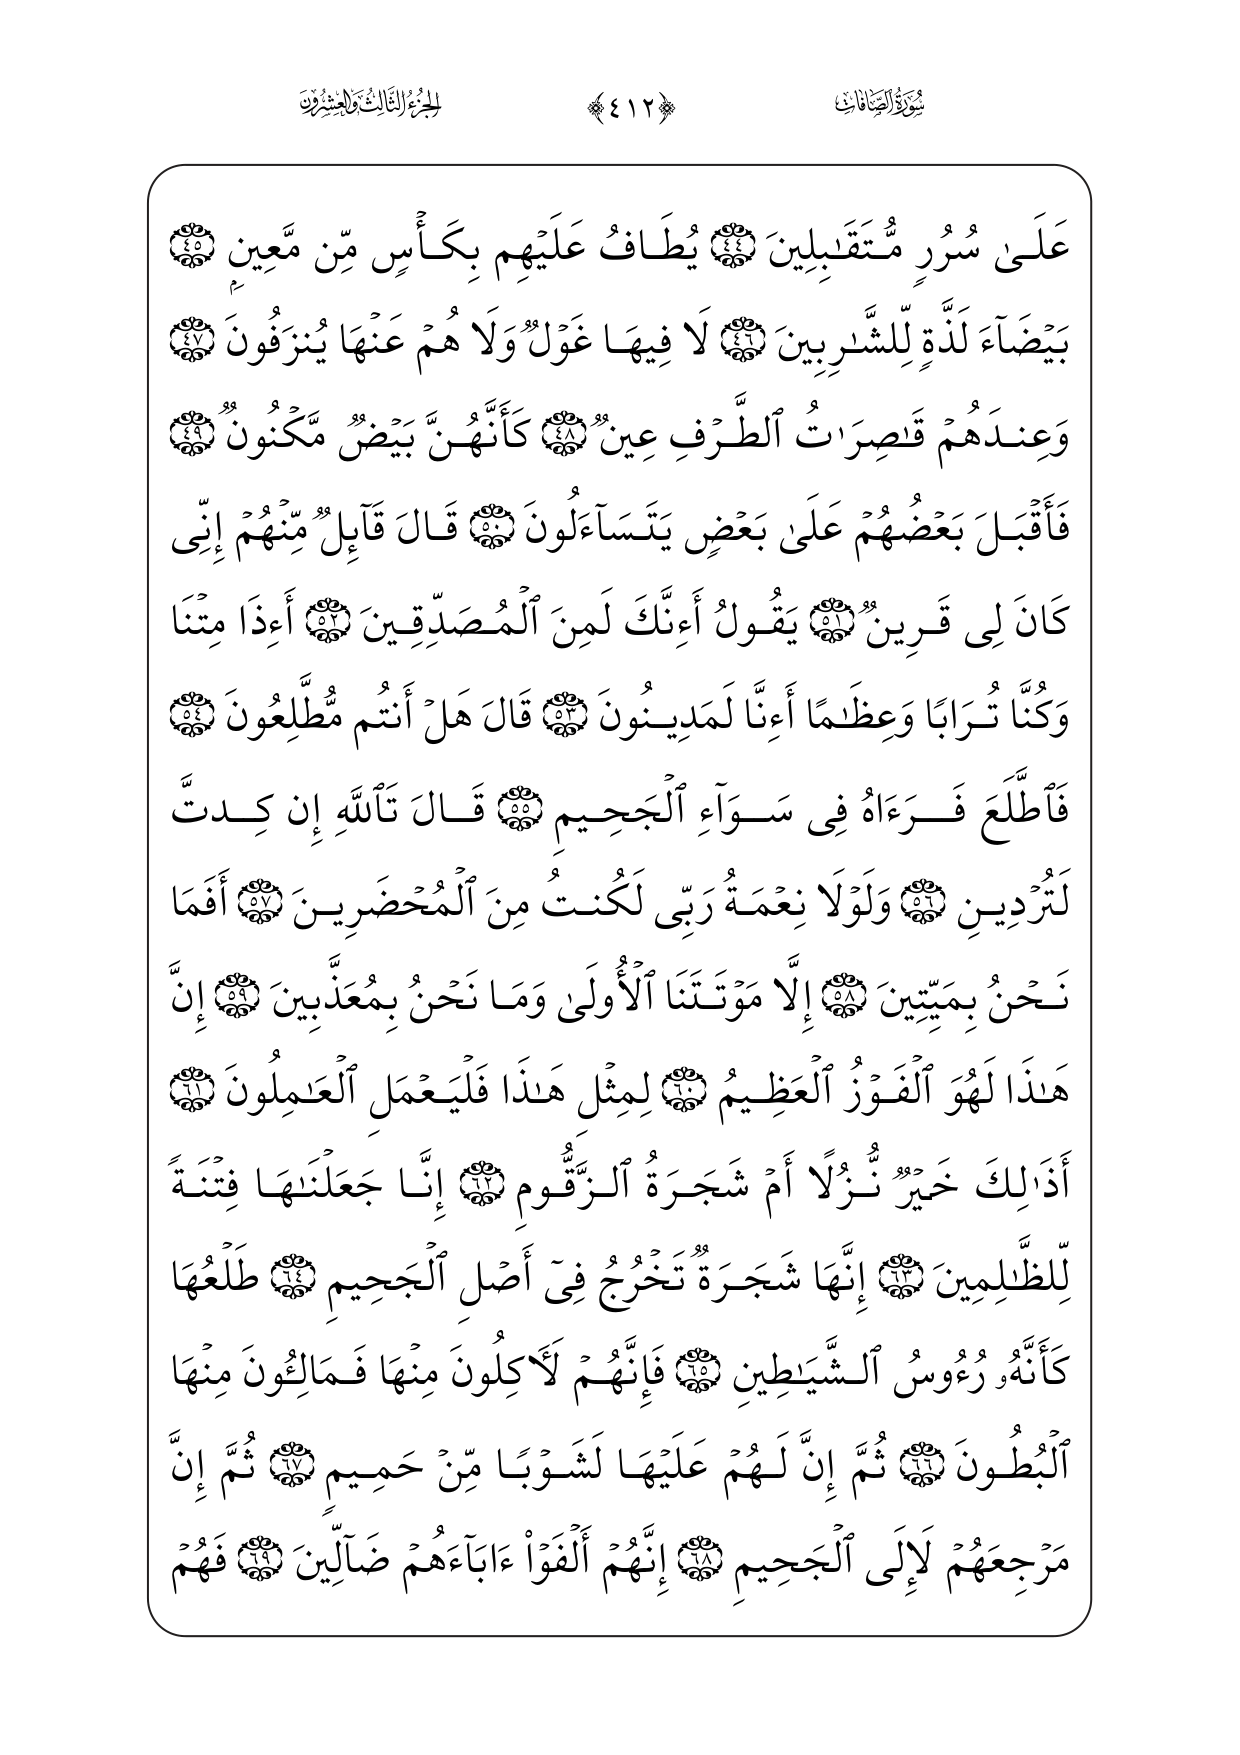 سُورَةُ الصَّافَّاتِ ﴿٤١٢﴾ الجُزْءُ الثَّالِثُ وَالعِشْرُونَ
عَلَىٰ سُرُرٍ مُّتَقَـٰبِلِينَ ٤٤ يُطَافُ عَلَيْهِم بِكَأْسٍ مِّن مَّعِينٍۭ ٤٥
بَيْضَآءَ لَذَّةٍ لِّلشَّـٰرِبِينَ ٤٦ لَا فِيهَا غَوْلٌ وَلَا هُمْ عَنْهَا يُنزَفُونَ ٤٧
وَعِندَهُمْ قَـٰصِرَٰتُ ٱلطَّرْفِ عِينٌ ٤٨ كَأَنَّهُنَّ بَيْضٌ مَّكْنُونٌ ٤٩
فَأَقْبَلَ بَعْضُهُمْ عَلَىٰ بَعْضٍ يَتَسَآءَلُونَ ٥٠ قَالَ قَآئِلٌ مِّنْهُمْ إِنِّى
كَانَ لِى قَرِينٌ ٥١ يَقُولُ أَءِنَّكَ لَمِنَ ٱلْمُصَدِّقِينَ ٥٢ أَءِذَا مِتْنَا
وَكُنَّا تُرَابًا وَعِظَـٰمًا أَءِنَّا لَمَدِينُونَ ٥٣ قَالَ هَلْ أَنتُم مُّطَّلِعُونَ ٥٤
فَٱطَّلَعَ فَرَءَاهُ فِى سَوَآءِ ٱلْجَحِيمِ ٥٥ قَالَ تَٱللَّهِ إِن كِدتَّ
لَتُرْدِينِ ٥٦ وَلَوْلَا نِعْمَةُ رَبِّى لَكُنتُ مِنَ ٱلْمُحْضَرِينَ ٥٧ أَفَمَا
نَحْنُ بِمَيِّتِينَ ٥٨ إِلَّا مَوْتَتَنَا ٱلْأُولَىٰ وَمَا نَحْنُ بِمُعَذَّبِينَ ٥٩ إِنَّ
هَـٰذَا لَهُوَ ٱلْفَوْزُ ٱلْعَظِيمُ ٦٠ لِمِثْلِ هَـٰذَا فَلْيَعْمَلِ ٱلْعَـٰمِلُونَ ٦١
أَذَٰلِكَ خَيْرٌ نُّزُلًا أَمْ شَجَرَةُ ٱلزَّقُّومِ ٦٢ إِنَّا جَعَلْنَـٰهَا فِتْنَةً
لِّلظَّـٰلِمِينَ ٦٣ إِنَّهَا شَجَرَةٌ تَخْرُجُ فِىٓ أَصْلِ ٱلْجَحِيمِ ٦٤ طَلْعُهَا
كَأَنَّهُۥ رُءُوسُ ٱلشَّيَـٰطِينِ ٦٥ فَإِنَّهُمْ لَـَٔاكِلُونَ مِنْهَا فَمَالِـُٔونَ مِنْهَا
ٱلْبُطُونَ ٦٦ ثُمَّ إِنَّ لَهُمْ عَلَيْهَا لَشَوْبًا مِّنْ حَمِيمٍ ٦٧ ثُمَّ إِنَّ
مَرْجِعَهُمْ لَإِلَى ٱلْجَحِيمِ ٦٨ إِنَّهُمْ أَلْفَوْا۟ ءَابَآءَهُمْ ضَآلِّينَ ٦٩ فَهُمْ